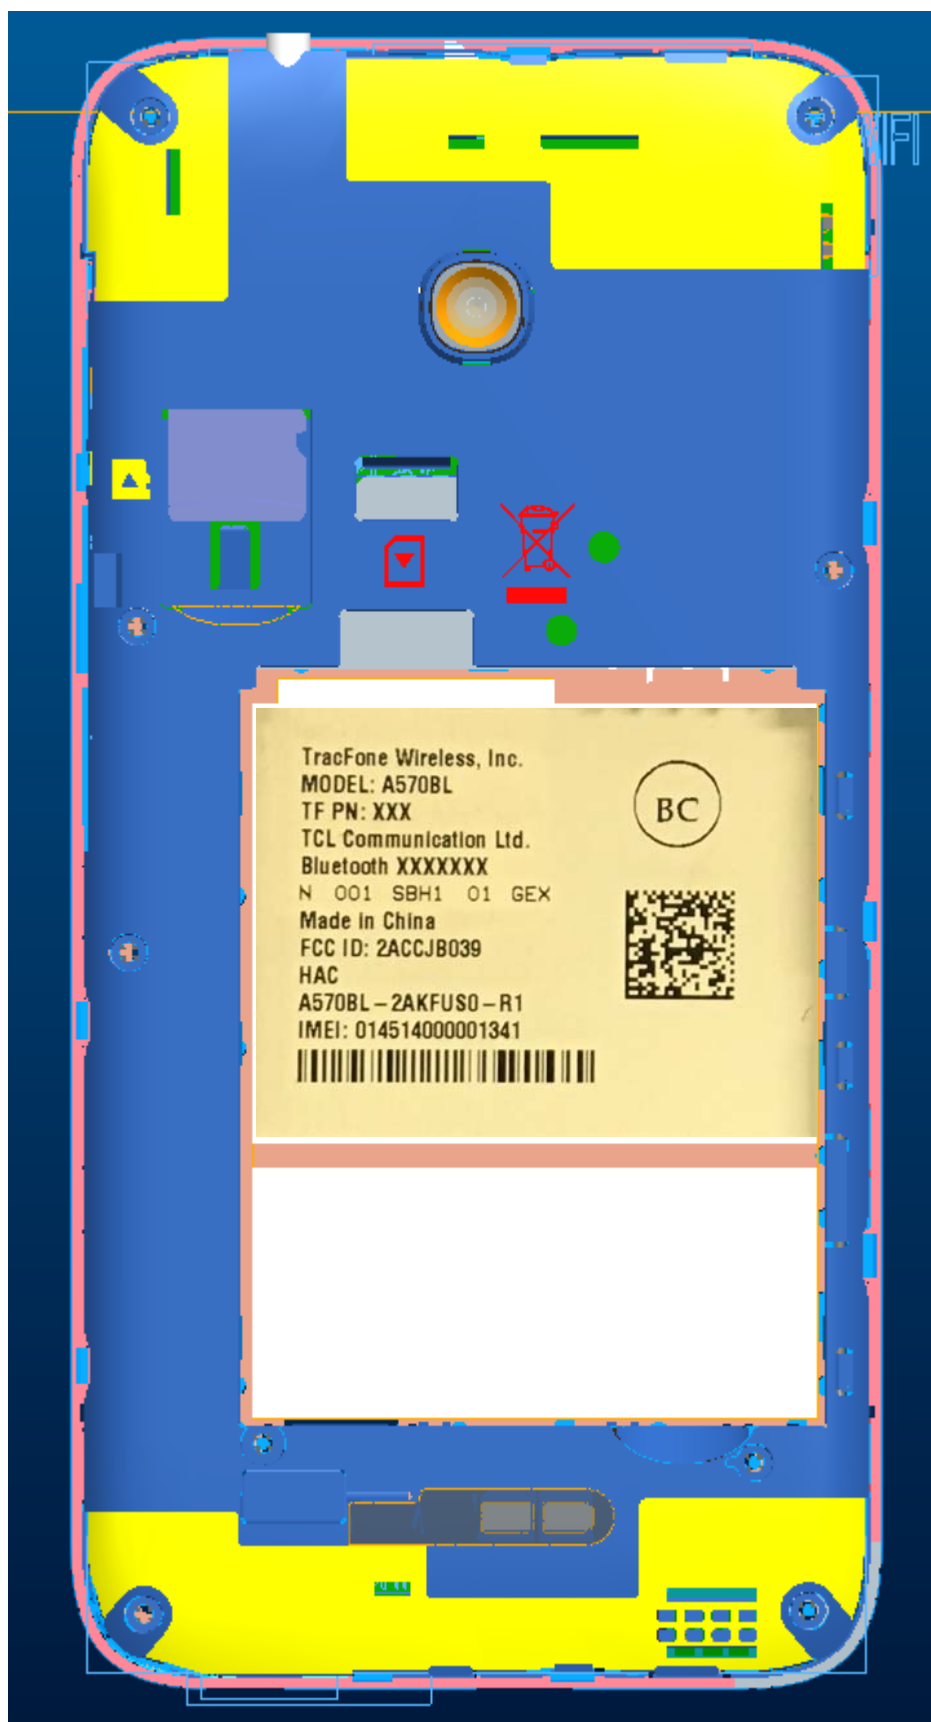 WIFI
TracFone Wireless, Inc.
MODEL: A570BL
TF PN: XXX
TCL Communication Ltd.
Bluetooth XXXXXXX
N 001 SBH1 01 GEX
Made in China
FCC ID: 2ACCJB039
HAC
A570BL-2AKFUS0-R1
IMEI: 014514000001341
BC